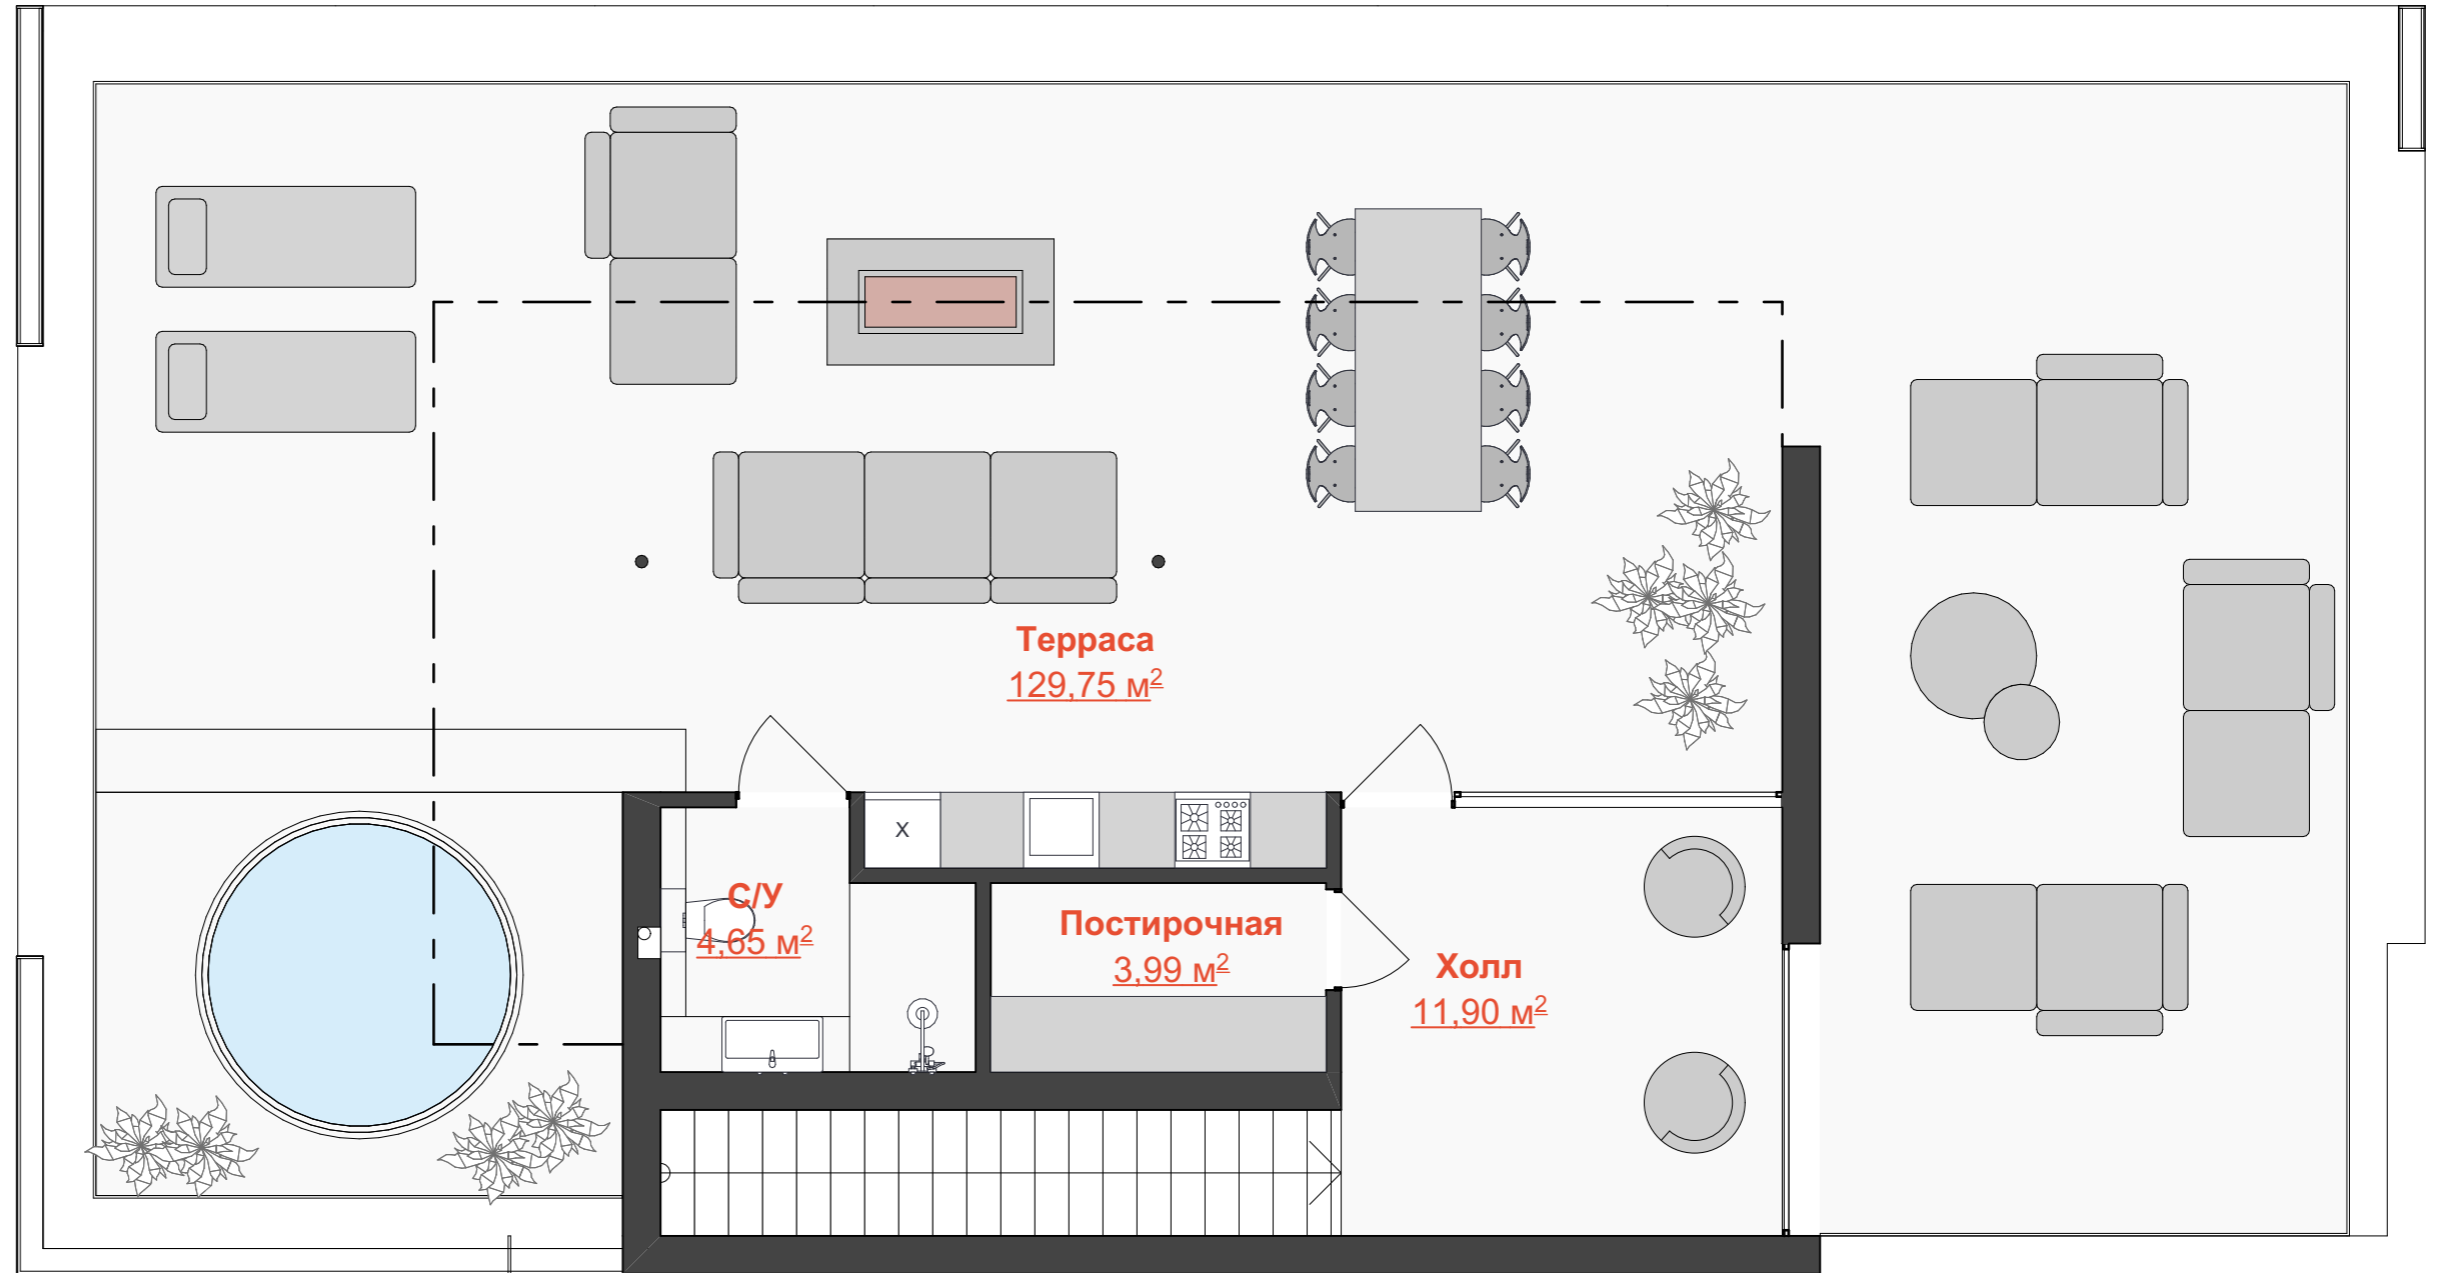 Терраса
129,75 м²
X
С/У
4,65 м²
Постирочная
3,99 м²
Холл
11,90 м²